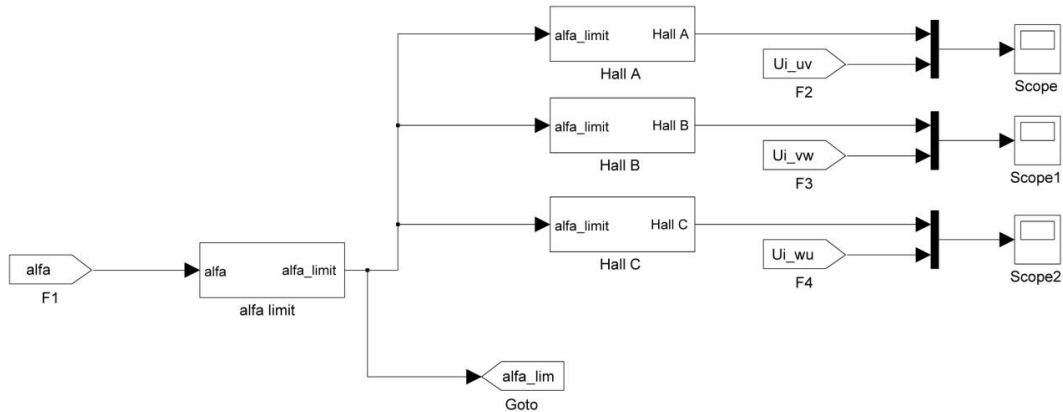 alfa_limit Hall A
Hall A
Ui_uv
F2
Scope
alfa_limit Hall B
Hall B
Ui_vw
F3
Scope1
alfa_limit Hall C
Hall C
Ui_wu
F4
Scope2
alfa
F1
alfa alfa_limit
alfa limit
alfa_lim
Goto